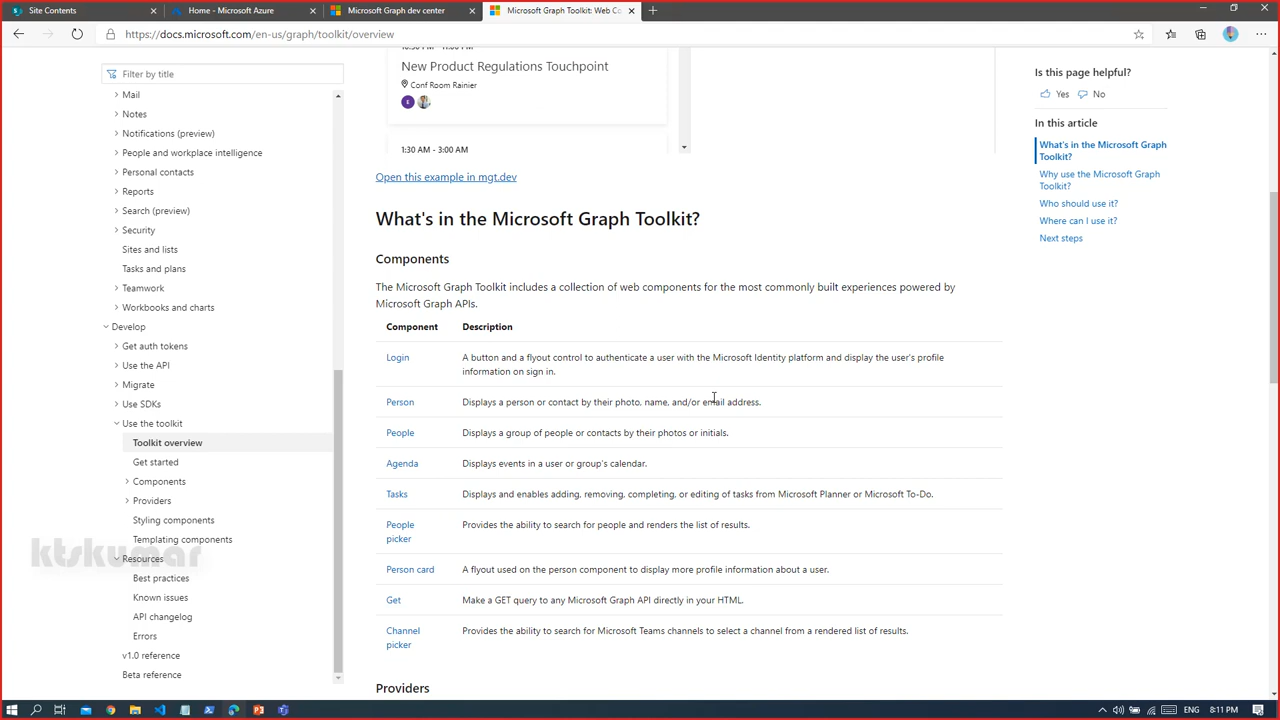 Site Contents
Home - Microsoft Azure
Microsoft Graph dev center
Microsoft Graph Toolkit: Web Co
https://docs.microsoft.com/en-us/graph/toolkit/overview
Filter by title
Mail
Notes
Notifications (preview)
People and workplace intelligence
Personal contacts
Reports
Search (preview)
Security
Sites and lists
Tasks and plans
Teamwork
Workbooks and charts
Develop
Get auth tokens
Use the API
Migrate
Use SDKs
Use the toolkit
Toolkit overview
Get started
Components
Providers
Styling components
Templating components
Resources
Best practices
Known issues
API changelog
Errors
v1.0 reference
Beta reference
ktskumar
New Product Regulations Touchpoint
Conf Room Rainier
E
1:30 AM - 3:00 AM
Open this example in mgt.dev
What's in the Microsoft Graph Toolkit?
Components
The Microsoft Graph Toolkit includes a collection of web components for the most commonly built experiences powered by
Microsoft Graph APIs.
Component Description
Login A button and a flyout control to authenticate a user with the Microsoft Identity platform and display the user's profile
information on sign in.
Person Displays a person or contact by their photo, name, and/or email address.
People Displays a group of people or contacts by their photos or initials.
Agenda Displays events in a user or group's calendar.
Tasks Displays and enables adding, removing, completing, or editing of tasks from Microsoft Planner or Microsoft To-Do.
People Provides the ability to search for people and renders the list of results.
picker
Person card A flyout used on the person component to display more profile information about a user.
Get Make a GET query to any Microsoft Graph API directly in your HTML.
Channel Provides the ability to search for Microsoft Teams channels to select a channel from a rendered list of results.
picker
Providers
Is this page helpful?
Yes No
In this article
What's in the Microsoft Graph
Toolkit?
Why use the Microsoft Graph
Toolkit?
Who should use it?
Where can I use it?
Next steps
ENG 8:11 PM